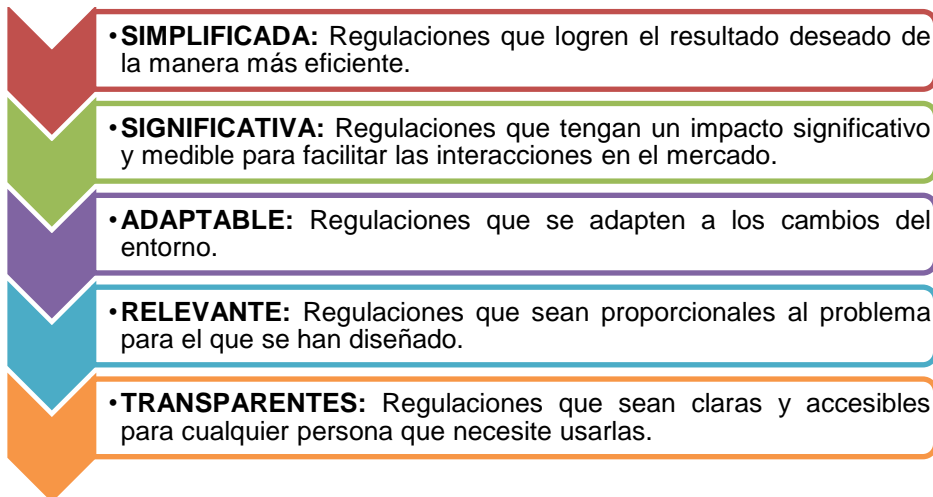 •SIMPLIFICADA: Regulaciones que logren el resultado deseado de
la manera más eficiente.
•SIGNIFICATIVA: Regulaciones que tengan un impacto significativo
y medible para facilitar las interacciones en el mercado.
•ADAPTABLE: Regulaciones que se adapten a los cambios del
entorno.
•RELEVANTE: Regulaciones que sean proporcionales al problema
para el que se han diseñado.
•TRANSPARENTES: Regulaciones que sean claras y accesibles
para cualquier persona que necesite usarlas.